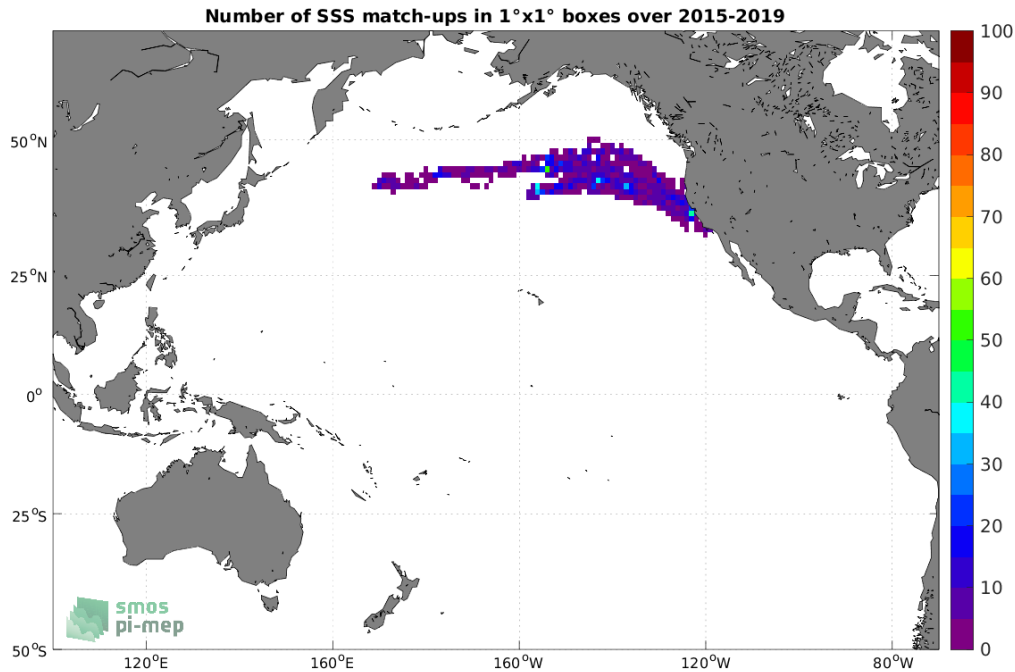 Number of SSS match-ups in 1°x1° boxes over 2015-2019
100
90
80
70
60
50
40
30
20
10
0
50°N
25°N
0°
25°S
50°S
120°E
160°E
160°W
120°W
80°W
smos
pi-mep